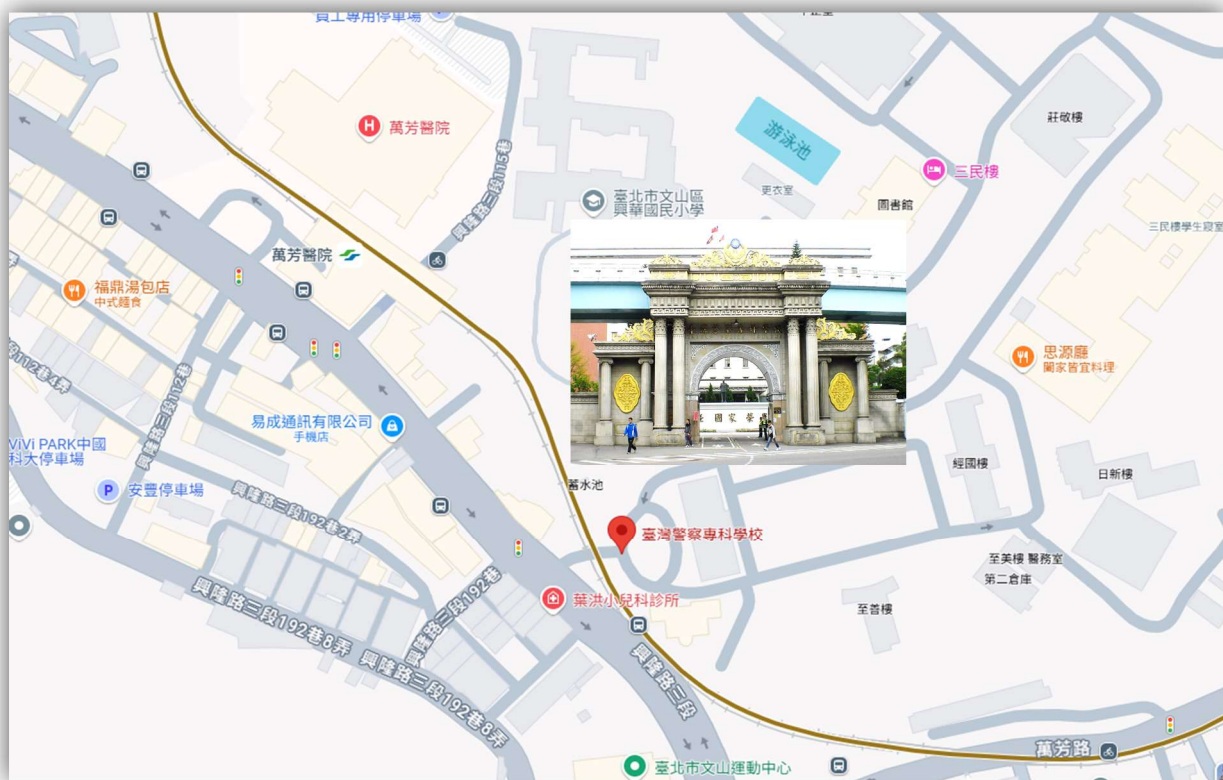 員工專用停車場
萬芳醫院
興隆路三段115巷
游泳池
莊敬樓
三民樓
更衣室
圖書館
臺北市文山區
興華國民小學
三民樓學生寢室
萬芳醫院
福鼎湯包店
中式麵食
興隆路三段112巷
易成通訊有限公司
手機店
ViVi PARK中國
科大停車場
P
安豐停車場
興隆路三段192巷2弄
思源廳
闔家皆宜料理
經國樓
日新樓
蓄水池
臺灣警察專科學校
至美樓 醫務室
第二倉庫
至善樓
葉洪小兒科診所
興隆路三段192巷
興隆路三段192巷8弄
興隆路三段192巷8弄
興隆路三段
萬芳路
臺北市文山運動中心